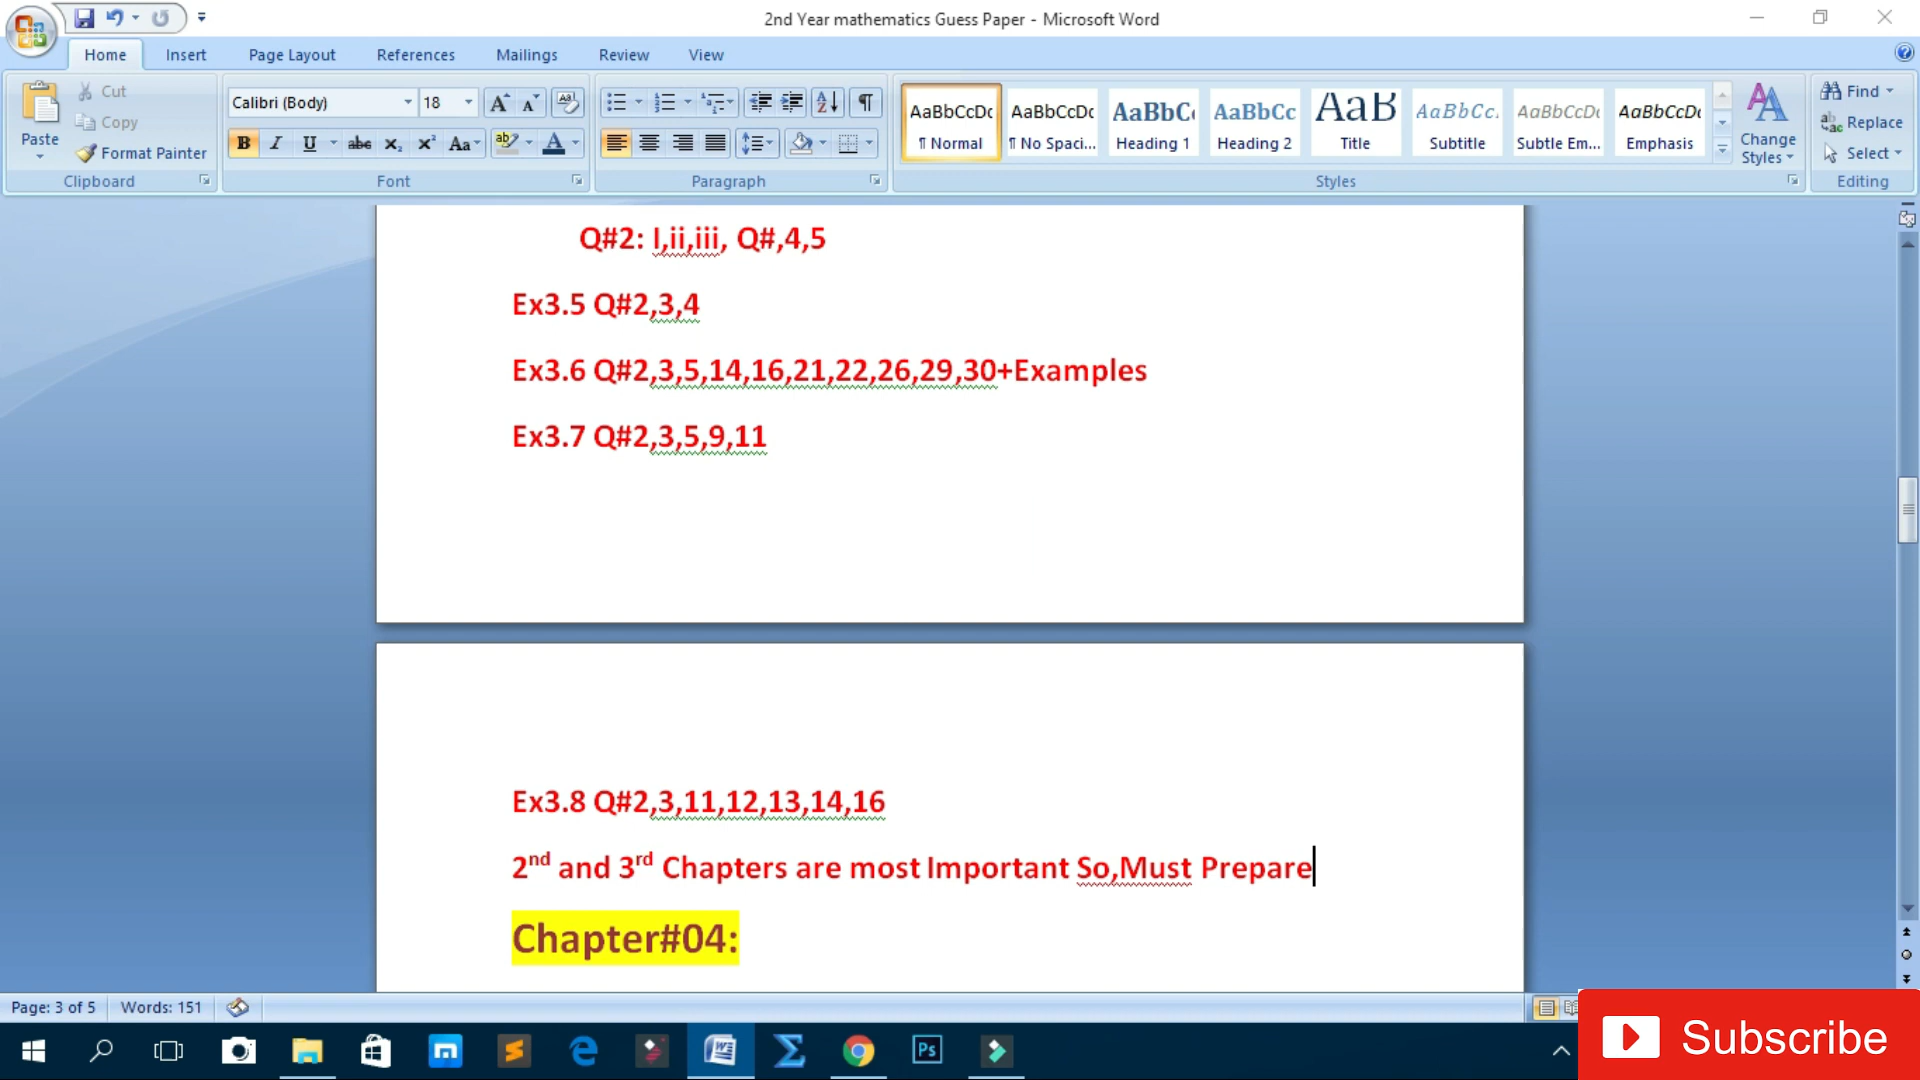 2nd Year mathematics Guess Paper - Microsoft Word
Home Insert Page Layout References Mailings Review View
Paste
Cut
Copy
Format Painter
Clipboard
Calibri (Body) 18
Font
Paragraph
AaBbCcDc AaBbCcDc AaBbC AaBbCc AaB AaBbCc. AaBbCcDc AaBbCcDc
¶ Normal ¶ No Spaci... Heading 1 Heading 2 Title Subtitle Subtle Em... Emphasis
Change Styles
Styles
Find
Replace
Select
Editing
Q#2: I,ii,iii, Q#,4,5
Ex3.5 Q#2,3,4
Ex3.6 Q#2,3,5,14,16,21,22,26,29,30+Examples
Ex3.7 Q#2,3,5,9,11
Ex3.8 Q#2,3,11,12,13,14,16
2nd and 3rd Chapters are most Important So,Must Prepare
Chapter#04:
Page: 3 of 5 Words: 151
Subscribe